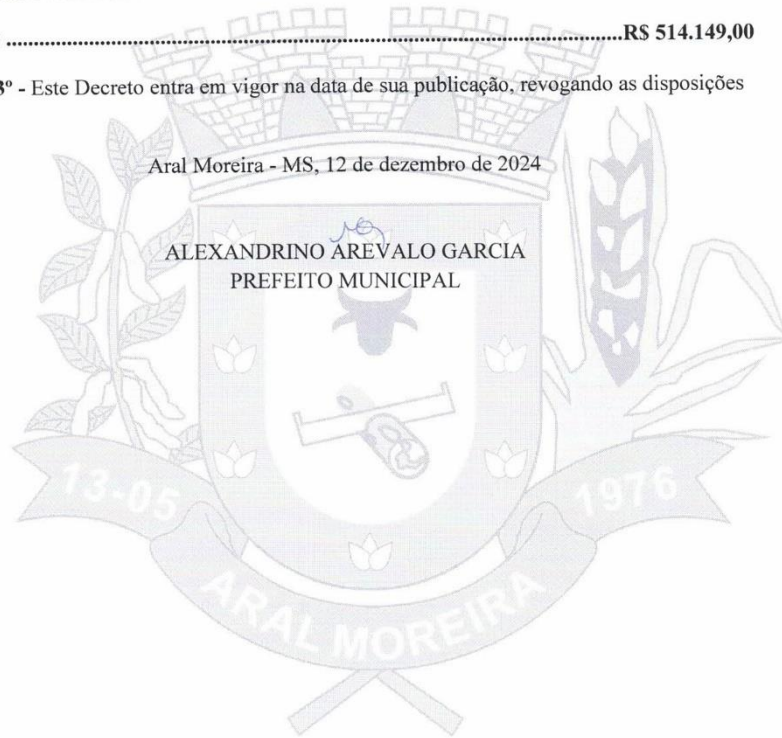 ..........................................................................................................................R$ 514.149,00
3º - Este Decreto entra em vigor na data de sua publicação, revogando as disposições
Aral Moreira - MS, 12 de dezembro de 2024
ALEXANDRINO AREVALO GARCIA
PREFEITO MUNICIPAL
13-05
1976
ARAL MOREIRA